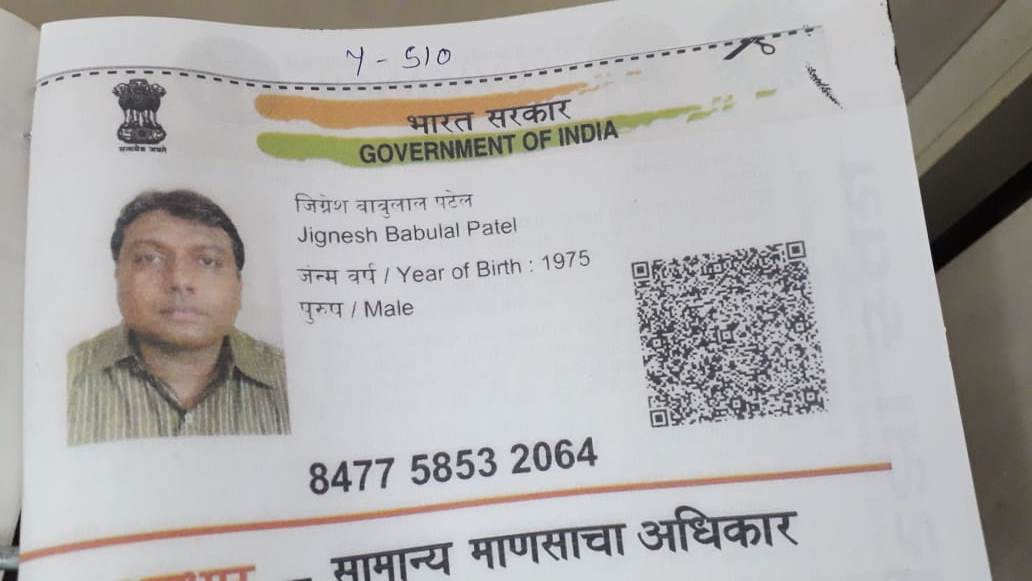 Y - 510
भारत सरकार
GOVERNMENT OF INDIA
सत्यमेव जयते
जिग्नेश बाबुलाल पटेल
Jignesh Babulal Patel
जन्म वर्ष / Year of Birth : 1975
पुरुष / Male
8477 5853 2064
– सामान्य माणसाचा अधिकार